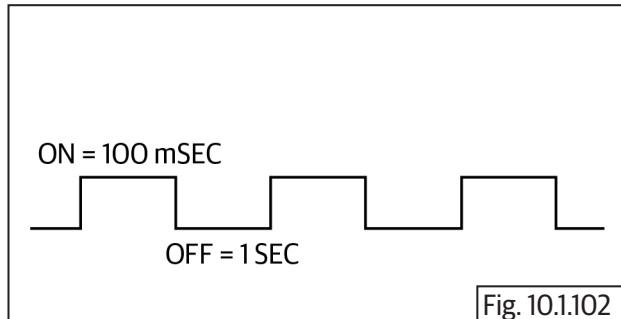 ON = 100 mSEC
OFF = 1 SEC
Fig. 10.1.102